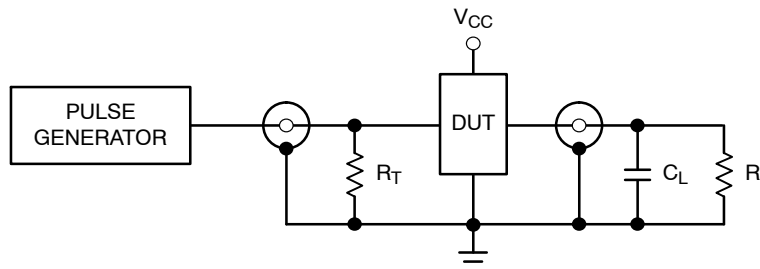 VCC
PULSE
GENERATOR
DUT
RT
CL
R